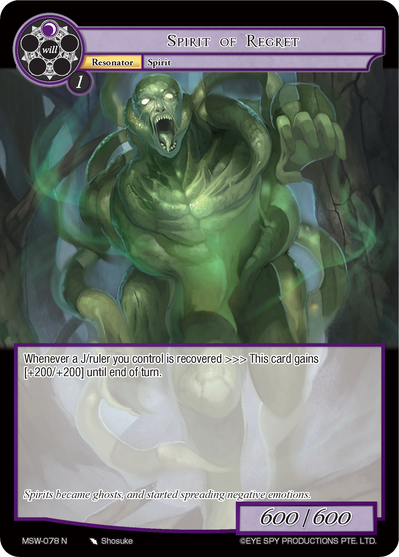 Spirit of Regret
will
Resonator Spirit
1
Whenever a J/ruler you control is recovered >>> This card gains
[+200/+200] until end of turn.
Spirits became ghosts, and started spreading negative emotions.
600/600
MSW-078 N Shosuke ©EYE SPY PRODUCTIONS PTE. LTD.